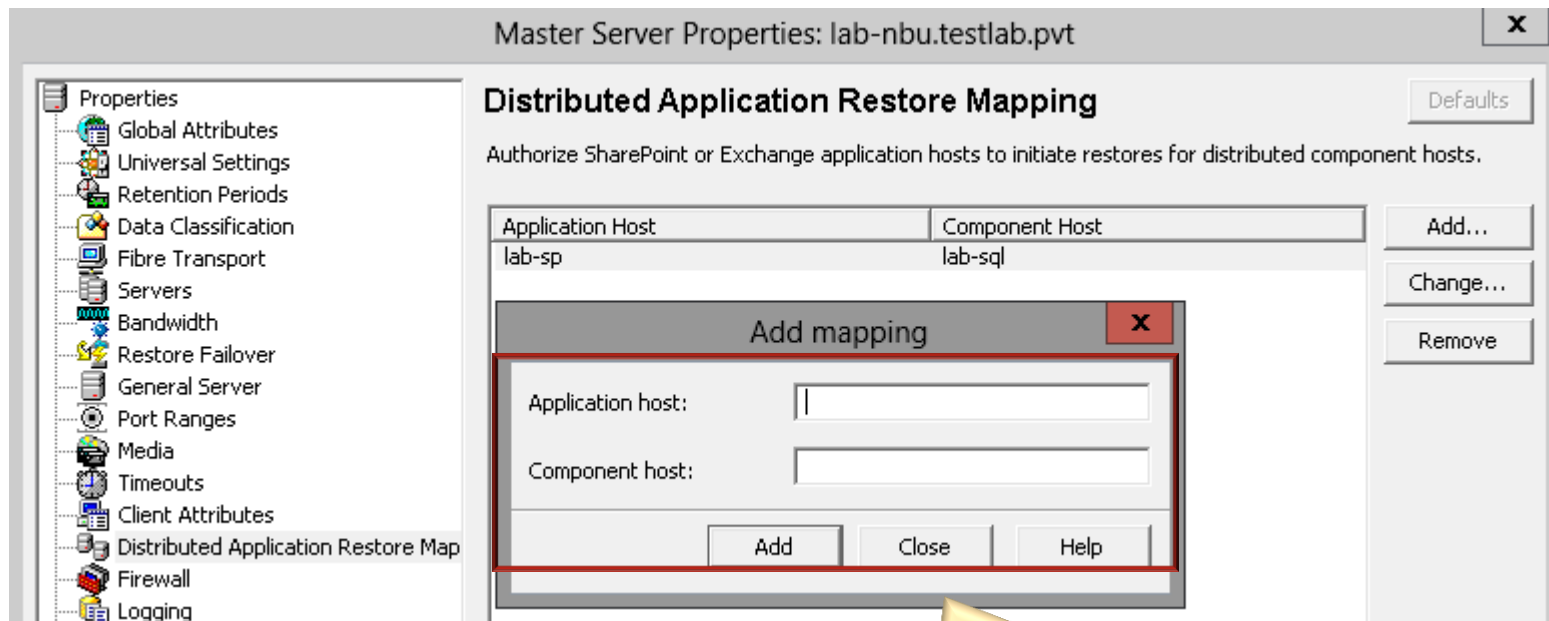 Master Server Properties: lab-nbu.testlab.pvt
x
Properties
Global Attributes
Universal Settings
Retention Periods
Data Classification
Fibre Transport
Servers
Bandwidth
Restore Failover
General Server
Port Ranges
Media
Timeouts
Client Attributes
Distributed Application Restore Map
Firewall
Logging
Distributed Application Restore Mapping
Defaults
Authorize SharePoint or Exchange application hosts to initiate restores for distributed component hosts.
Application Host Component Host
lab-sp lab-sql
Add...
Change...
Remove
Add mapping
x
Application host:
Component host:
Add Close Help